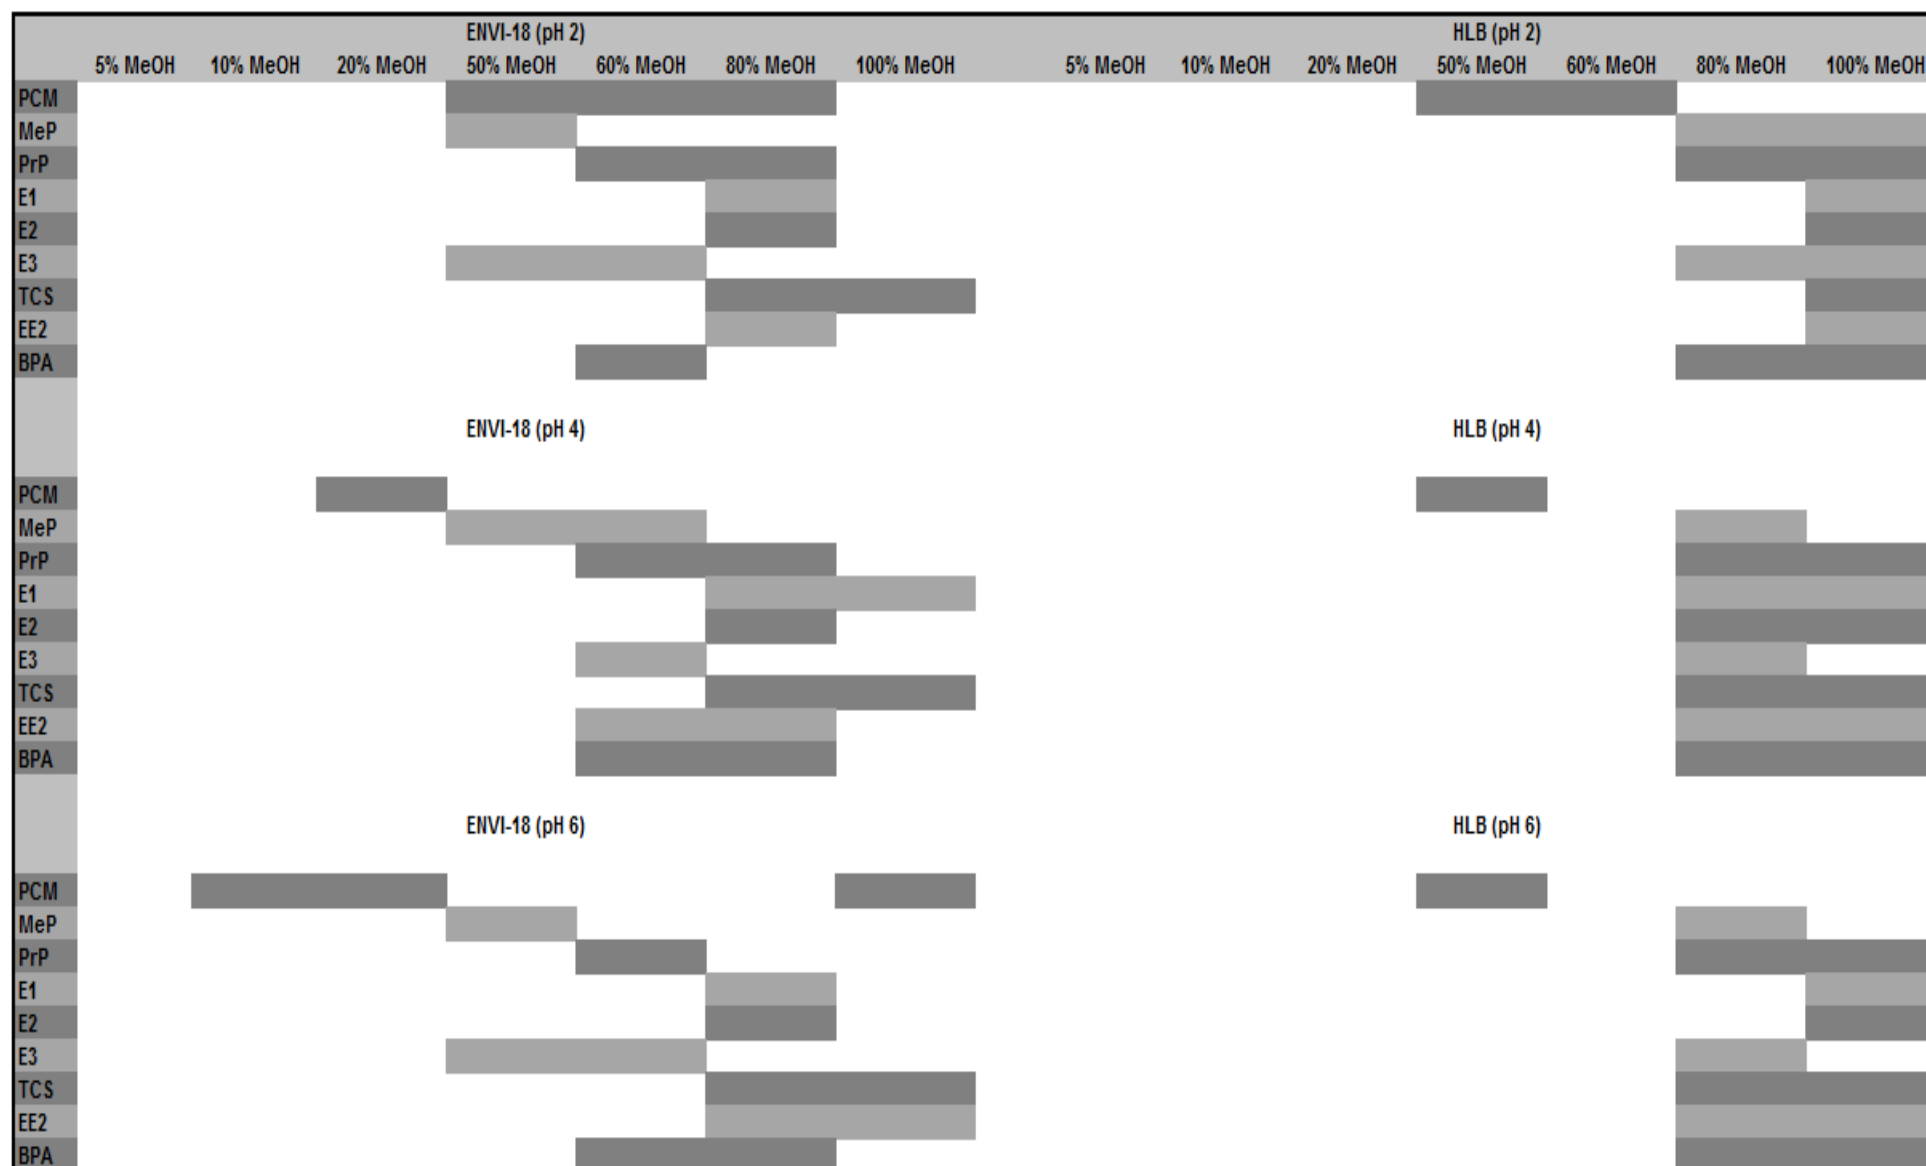 ENVI-18 (pH 2) HLB (pH 2)
5% MeOH 10% MeOH 20% MeOH 50% MeOH 60% MeOH 80% MeOH 100% MeOH 5% MeOH 10% MeOH 20% MeOH 50% MeOH 60% MeOH 80% MeOH 100% MeOH
PCM
MeP
PrP
E1
E2
E3
TCS
EE2
BPA
ENVI-18 (pH 4) HLB (pH 4)
PCM
MeP
PrP
E1
E2
E3
TCS
EE2
BPA
ENVI-18 (pH 6) HLB (pH 6)
PCM
MeP
PrP
E1
E2
E3
TCS
EE2
BPA